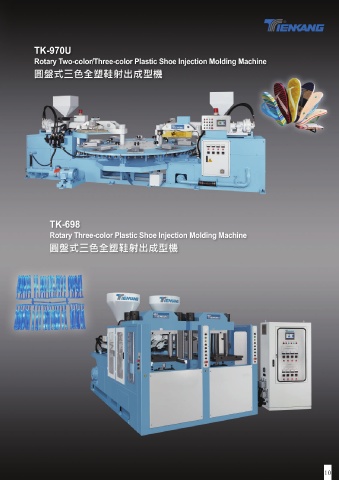 TIENKANG
TK-970U
Rotary Two-color/Three-color Plastic Shoe Injection Molding Machine
圓盤式三色全塑鞋射出成型機
TK-698
Rotary Three-color Plastic Shoe Injection Molding Machine
圓盤式三色全塑鞋射出成型機
TIENKANG
TIENKANG
10